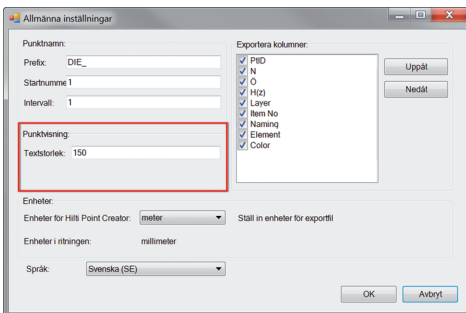 Allmänna inställningar
Punktnamn:
Prefix: DIE_
Startnumme 1
Intervall: 1
Punktvisning:
Textstorlek: 150
Exportera kolumner:
PtID
N
Ö
H(z)
Layer
Item No
Naming
Element
Color
Uppåt
Nedåt
Enheter:
Enheter för Hilti Point Creator: meter Ställ in enheter för exportfil
Enheter i ritningen: millimeter
Språk: Svenska (SE)
OK Avbryt